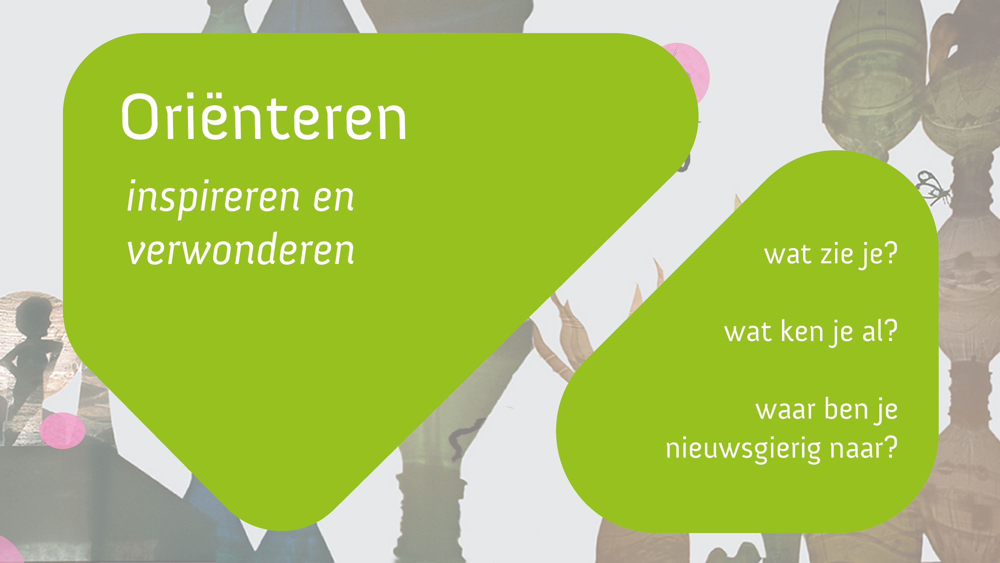 Oriënteren
inspireren en
verwonderen
wat zie je?
wat ken je al?
waar ben je
nieuwsgierig naar?